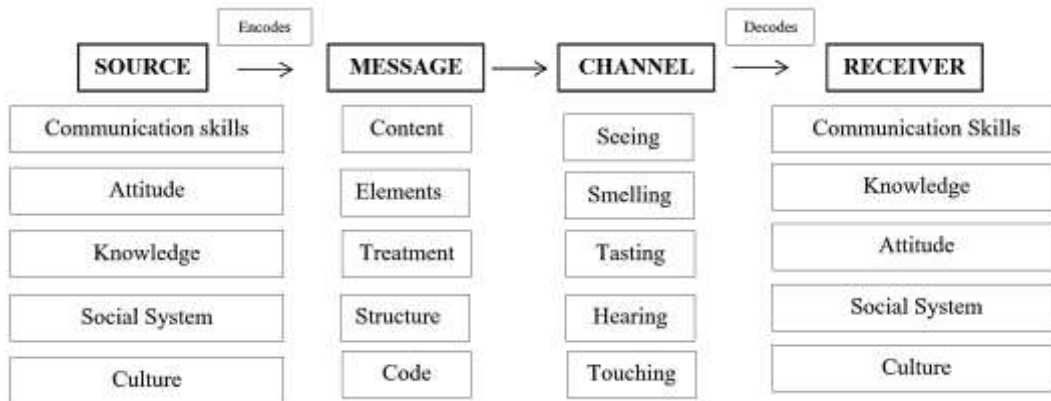 Encodes
Decodes
SOURCE
MESSAGE
CHANNEL
RECEIVER
Communication skills
Content
Seeing
Communication Skills
Attitude
Elements
Smelling
Knowledge
Knowledge
Treatment
Tasting
Attitude
Social System
Structure
Hearing
Social System
Culture
Code
Touching
Culture